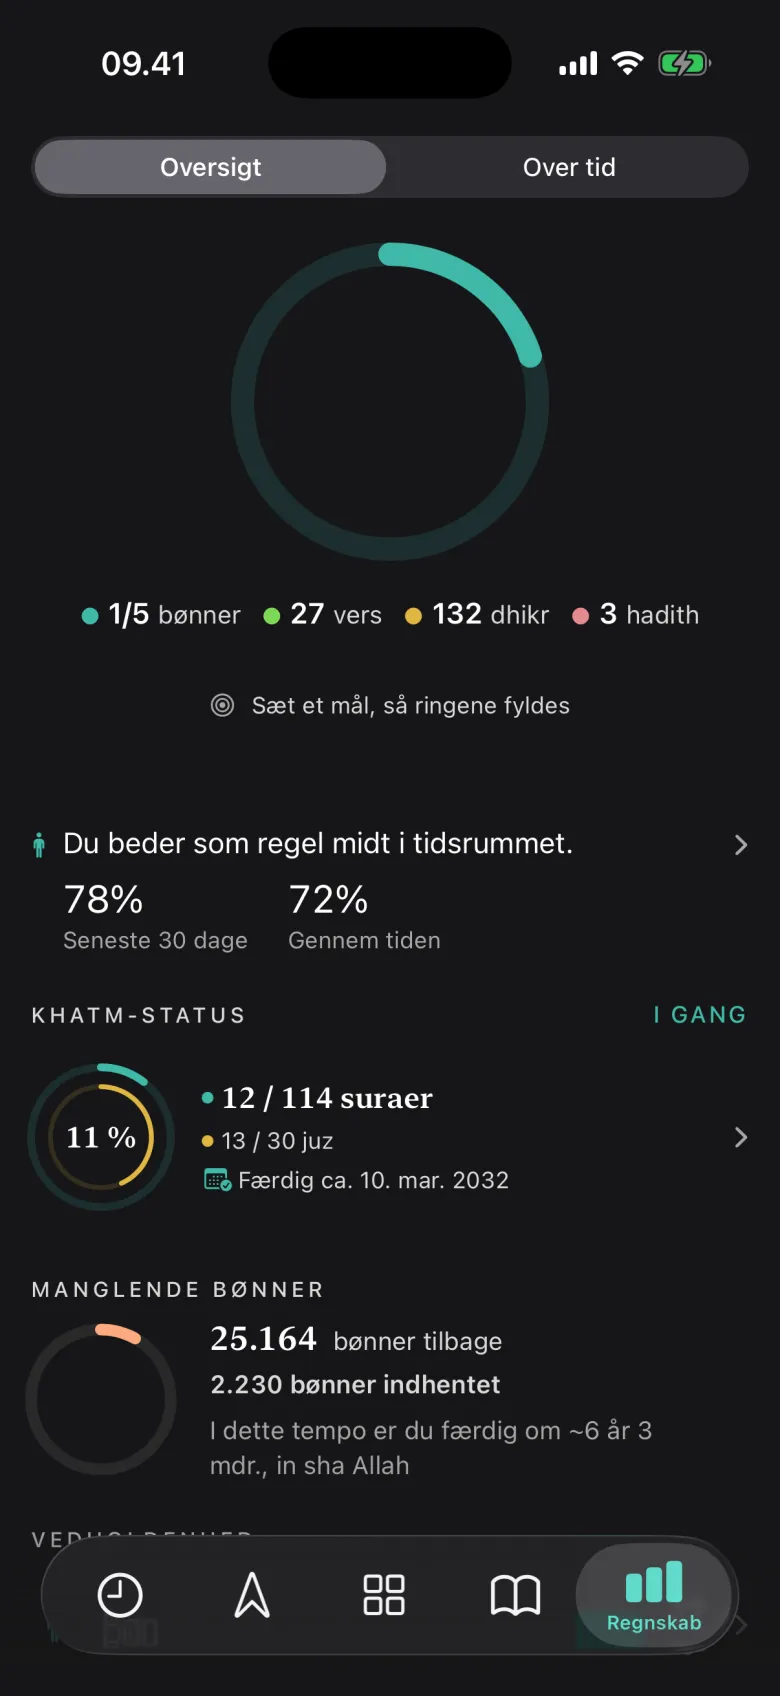 09.41
Oversigt
Over tid
1/5 bønner 27 vers 132 dhikr 3 hadith
Sæt et mål, så ringene fyldes
Du beder som regel midt i tidsrummet.
78% 72%
Seneste 30 dage Gennem tiden
KHATM-STATUS I GANG
11 %
12 / 114 suraer
13 / 30 juz
Færdig ca. 10. mar. 2032
MANGLENDE BØNNER
25.164 bønner tilbage
2.230 bønner indhentet
I dette tempo er du færdig om ~6 år 3
mdr., in sha Allah
VEDHOLDENHED
Regnskab